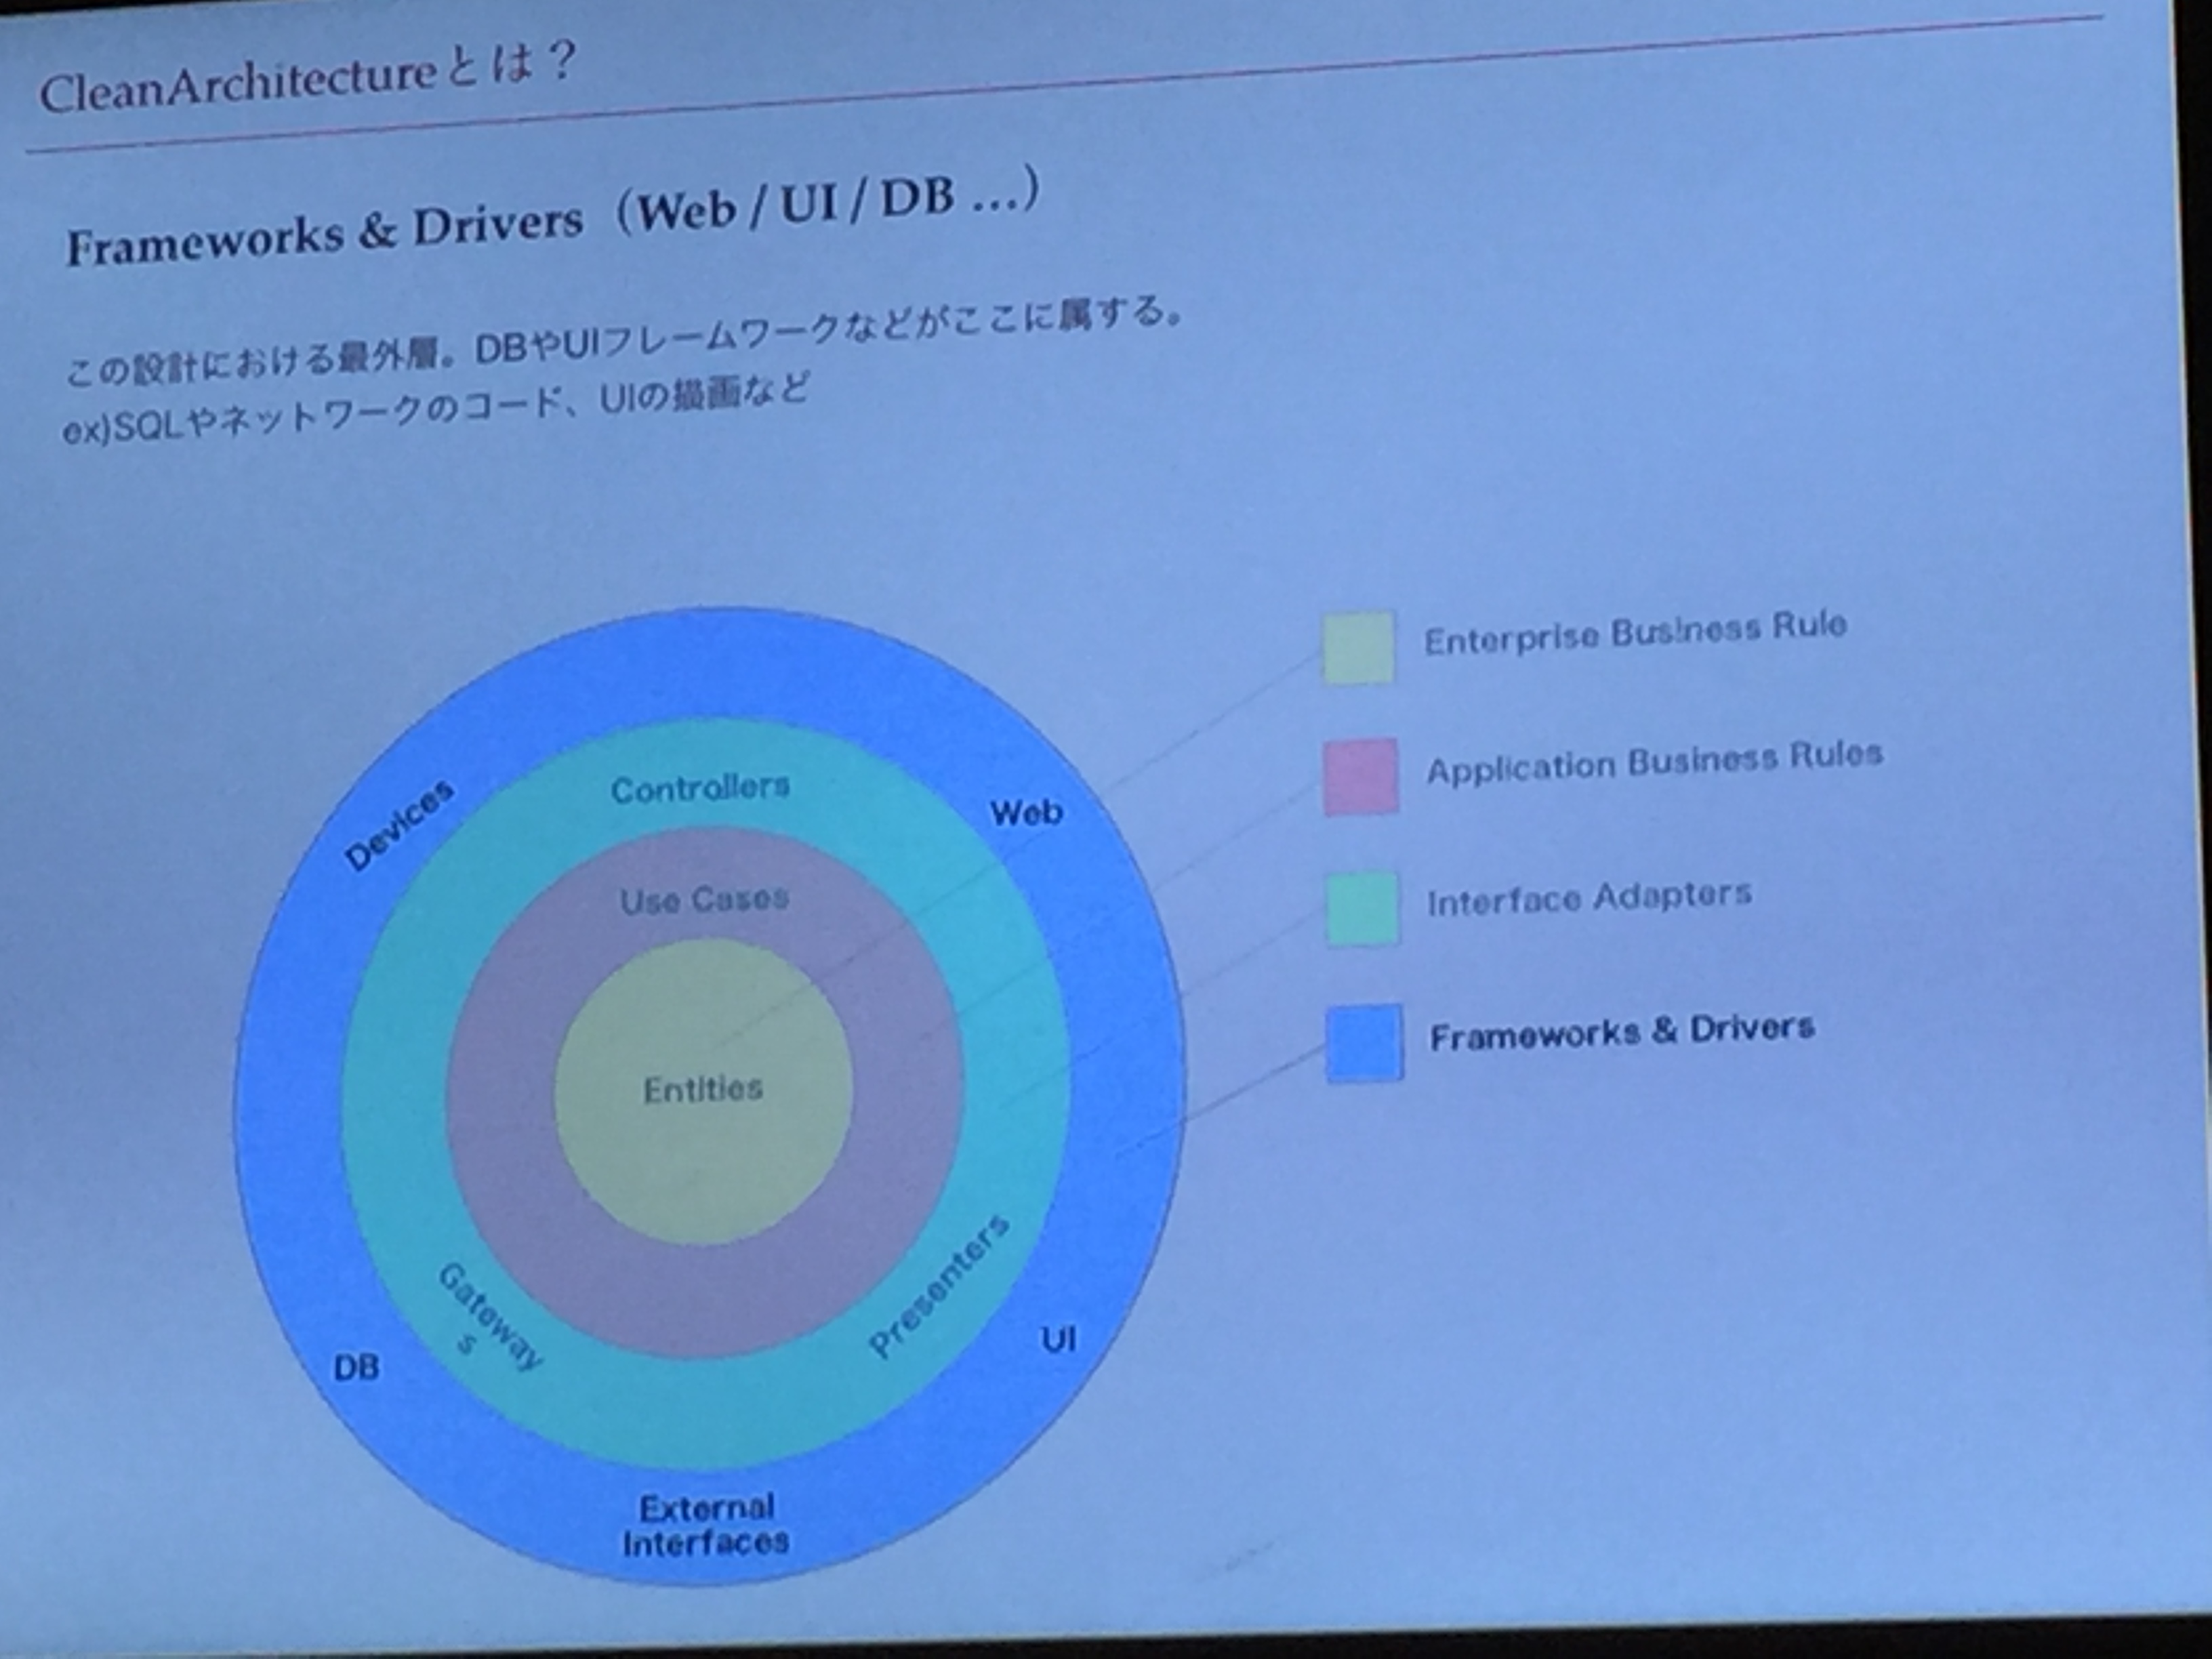 CleanArchitectureとは？
Frameworks & Drivers（Web / UI / DB …）
この設計における最外層。DBやUIフレームワークなどがここに属する。
ex)SQLやネットワークのコード、UIの描画など
Enterprise Business Rule
Application Business Rules
Interface Adapters
Frameworks & Drivers
Devices
Controllers
Web
Use Cases
Entities
Gateway
s
Presenters
DB
UI
External
Interfaces